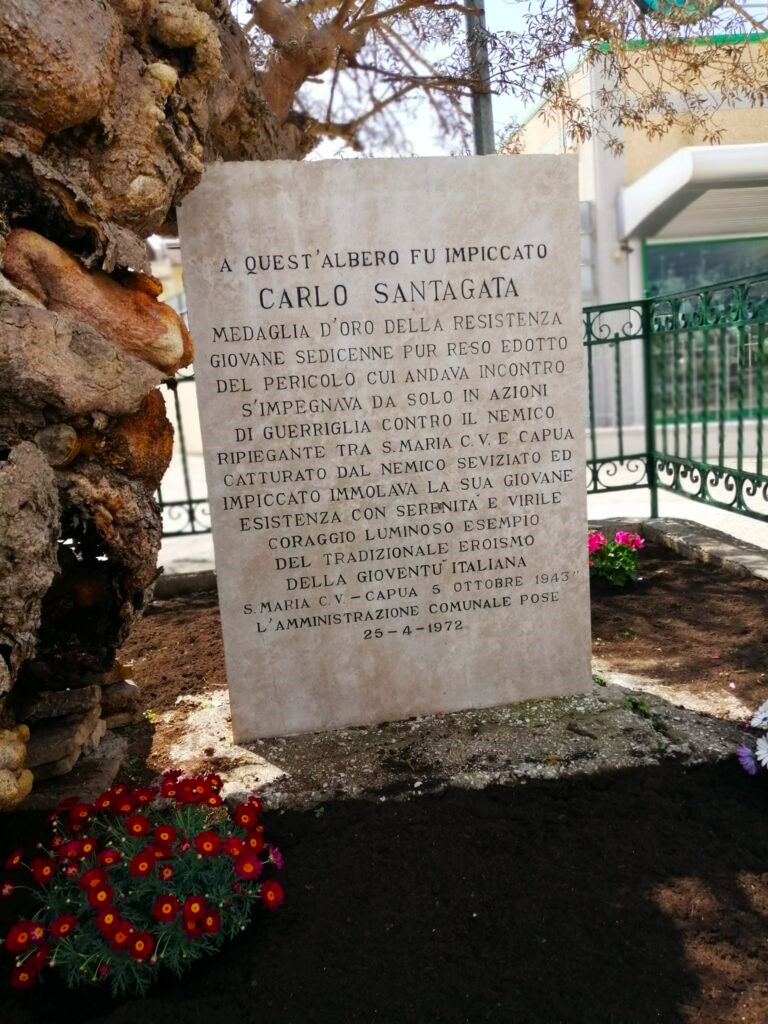 A QUEST'ALBERO FU IMPICCATO
CARLO SANTAGATA
MEDAGLIA D'ORO DELLA RESISTENZA
GIOVANE SEDICENNE PUR RESO EDOTTO
DEL PERICOLO CUI ANDAVA INCONTRO
S'IMPEGNAVA DA SOLO IN AZIONI
DI GUERRIGLIA CONTRO IL NEMICO
RIPIEGANTE TRA S. MARIA C. V. E CAPUA
CATTURATO DAL NEMICO SEVIZIATO ED
IMPICCATO IMMOLAVA LA SUA GIOVANE
ESISTENZA CON SERENITA' E VIRILE
CORAGGIO LUMINOSO ESEMPIO
DEL TRADIZIONALE EROISMO
DELLA GIOVENTU' ITALIANA
S. MARIA C. V. - CAPUA 5 OTTOBRE 1943"
L'AMMINISTRAZIONE COMUNALE POSE
25-4-1972